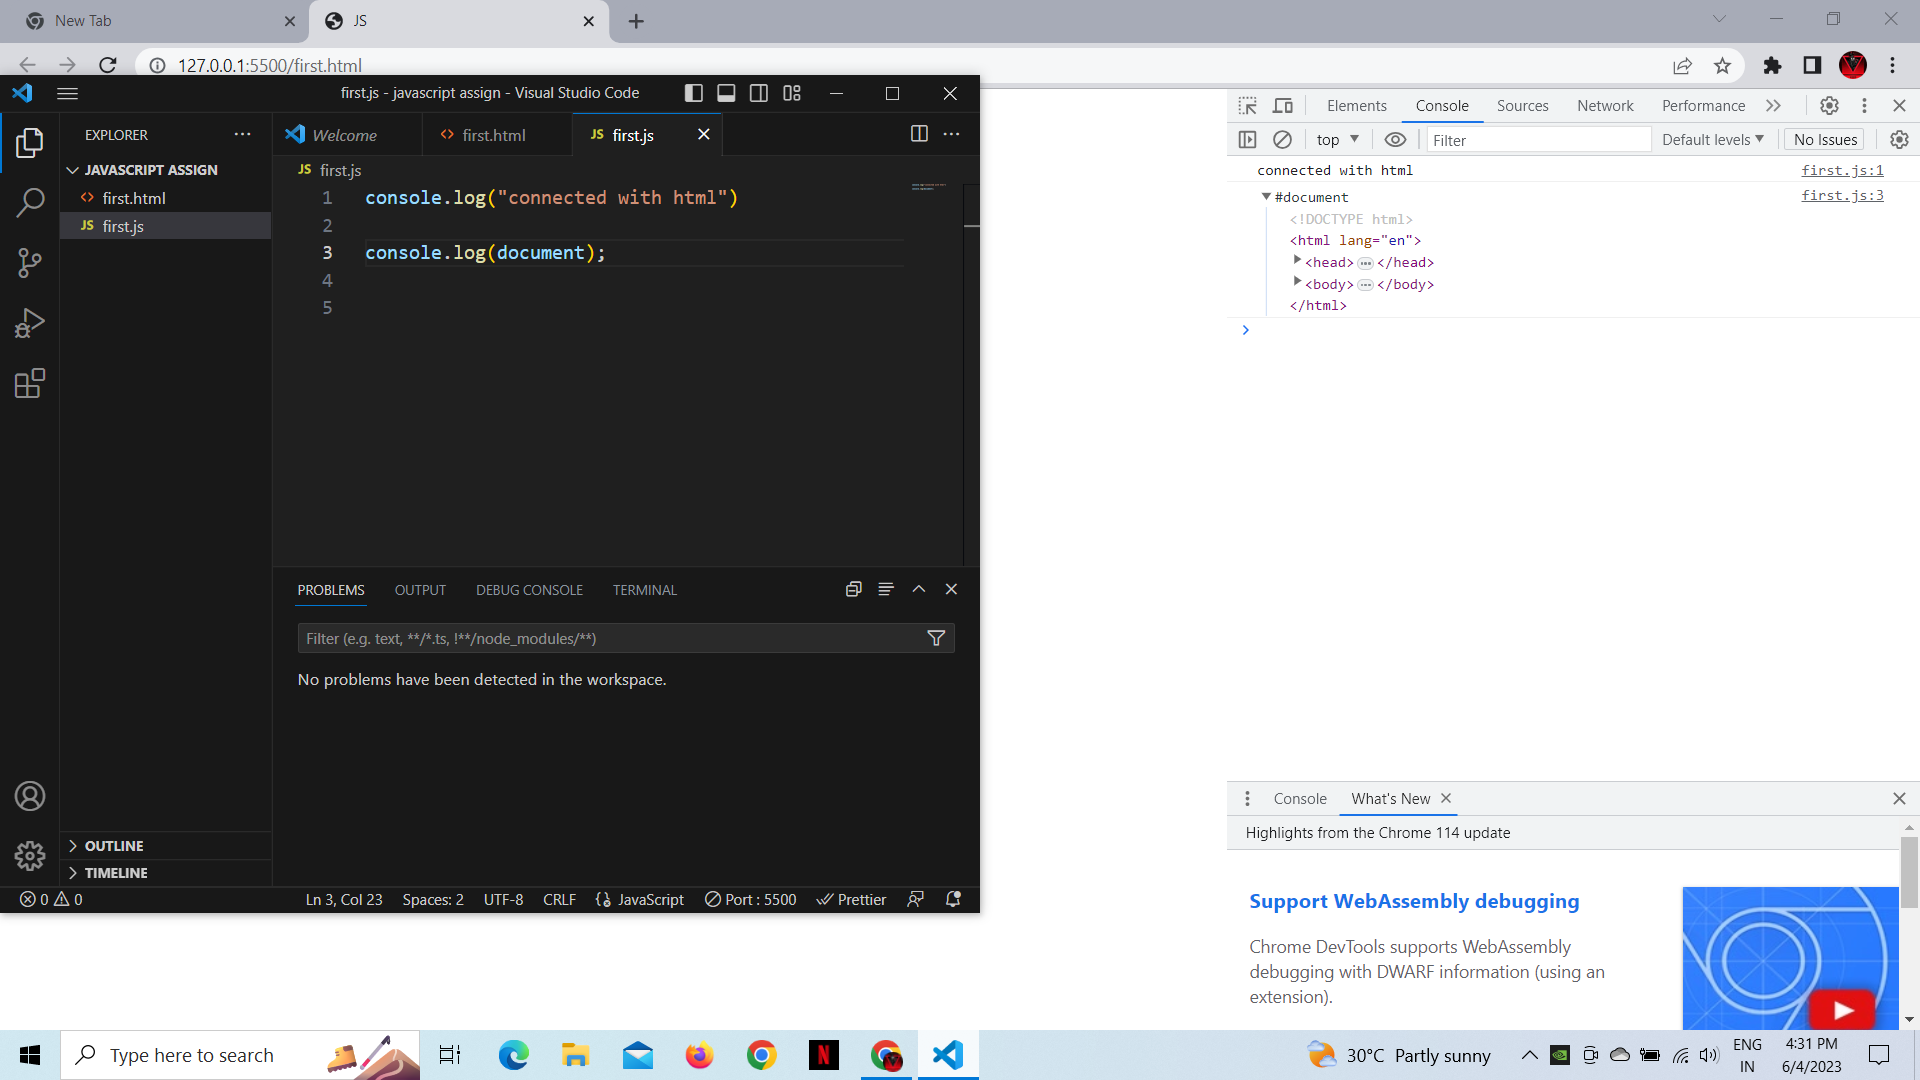 New Tab
JS
127.0.0.1:5500/first.html
first.js - javascript assign - Visual Studio Code
EXPLORER
JAVASCRIPT ASSIGN
first.html
JS first.js
Welcome
first.html
JS first.js
JS first.js
1 console.log("connected with html")
2
3 console.log(document);
4
5
PROBLEMS OUTPUT DEBUG CONSOLE TERMINAL
Filter (e.g. text, **/*.ts, !**/node_modules/**)
No problems have been detected in the workspace.
OUTLINE
TIMELINE
0 0 Ln 3, Col 23 Spaces: 2 UTF-8 CRLF JavaScript Port : 5500 Prettier
Elements Console Sources Network Performance
top Filter Default levels No Issues
connected with html first.js:1
#document first.js:3
<!DOCTYPE html>
<html lang="en">
<head> ••• </head>
<body> ••• </body>
</html>
Console What's New
Highlights from the Chrome 114 update
Support WebAssembly debugging
Chrome DevTools supports WebAssembly
debugging with DWARF information (using an
extension).
Type here to search
N
30°C Partly sunny
ENG
IN
4:31 PM
6/4/2023